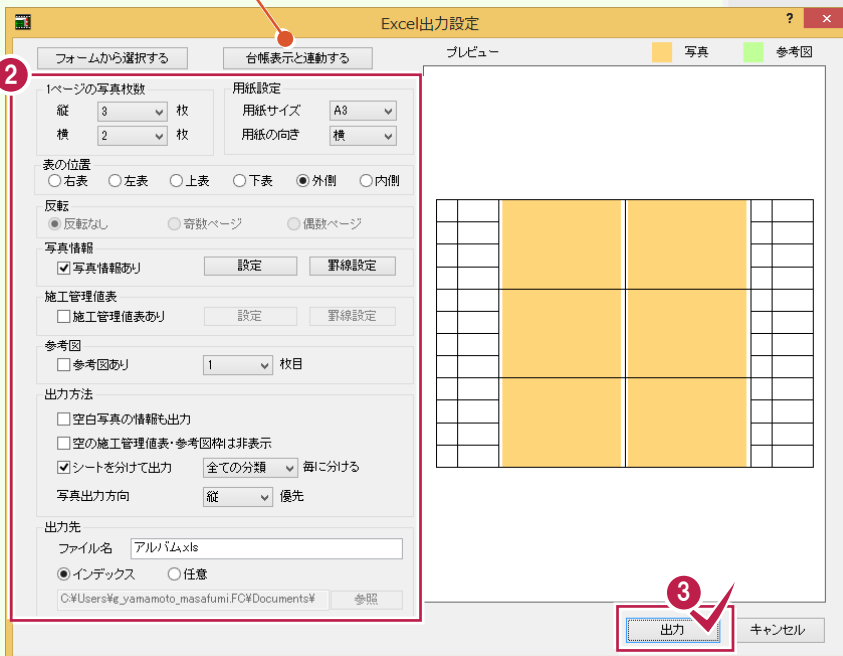 Excel出力設定
? ×
フォームから選択する 台帳表示と連動する プレビュー 写真 参考図
2
1ページの写真枚数 用紙設定
縦 3 枚 用紙サイズ A3
横 2 枚 用紙の向き 横
表の位置
右表 左表 上表 下表 外側 内側
反転
反転なし 奇数ページ 偶数ページ
写真情報
写真情報あり 設定 罫線設定
施工管理値表
施工管理値表あり 設定 罫線設定
参考図
参考図あり 1 枚目
出力方法
空白写真の情報も出力
空の施工管理値表・参考図枠は非表示
シートを分けて出力 全ての分類 毎に分ける
写真出力方向 縦 優先
出力先
ファイル名 アルバム.xls
インデックス 任意
C:¥Users¥g_yamamoto_masafumi.FC¥Documents¥ 参照
3
出力 キャンセル